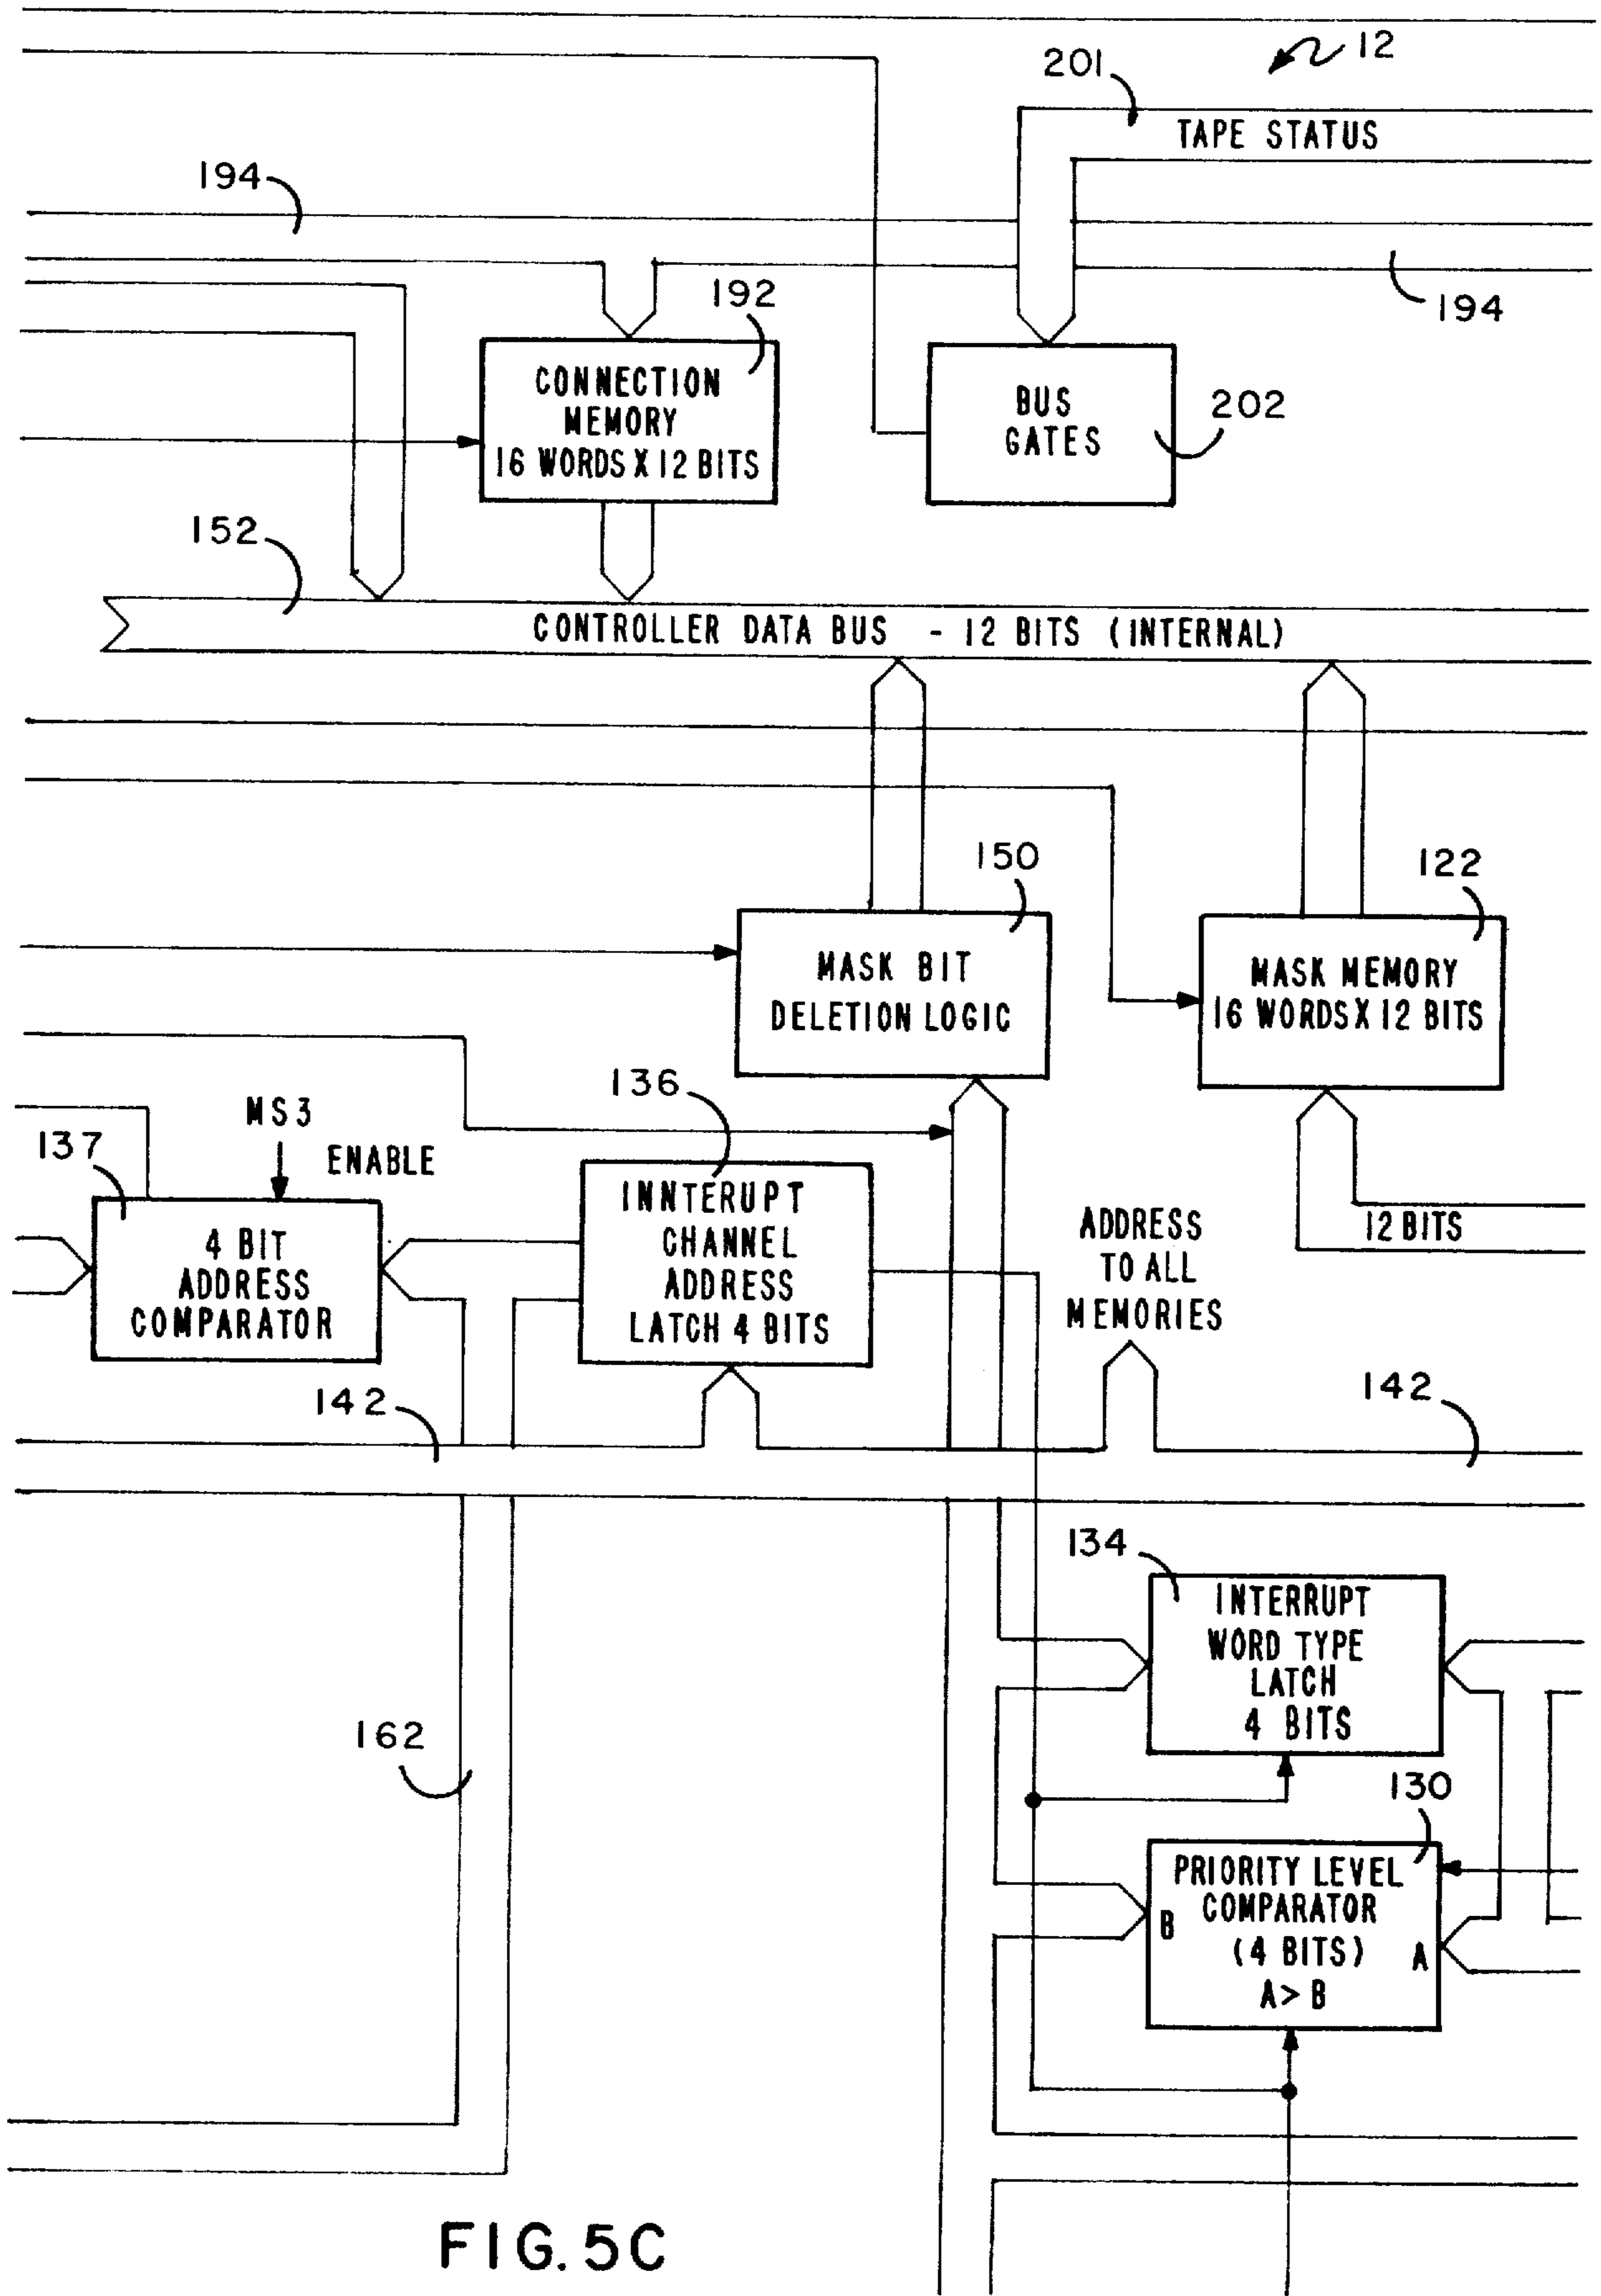 12
201
TAPE STATUS
194
194
192
CONNECTION
MEMORY
16 WORDS X 12 BITS
BUS
GATES
202
152
CONTROLLER DATA BUS - 12 BITS (INTERNAL)
150
122
MASK BIT
DELETION LOGIC
MASK MEMORY
16 WORDS X 12 BITS
136
MS3
137
ENABLE
INNTERUPT
CHANNEL
ADDRESS
LATCH 4 BITS
4 BIT
ADDRESS
COMPARATOR
ADDRESS
TO ALL
MEMORIES
12 BITS
142
142
134
INTERRUPT
WORD TYPE
LATCH
4 BITS
162
130
PRIORITY LEVEL
COMPARATOR
(4 BITS)
A > B
B
A
FIG. 5C